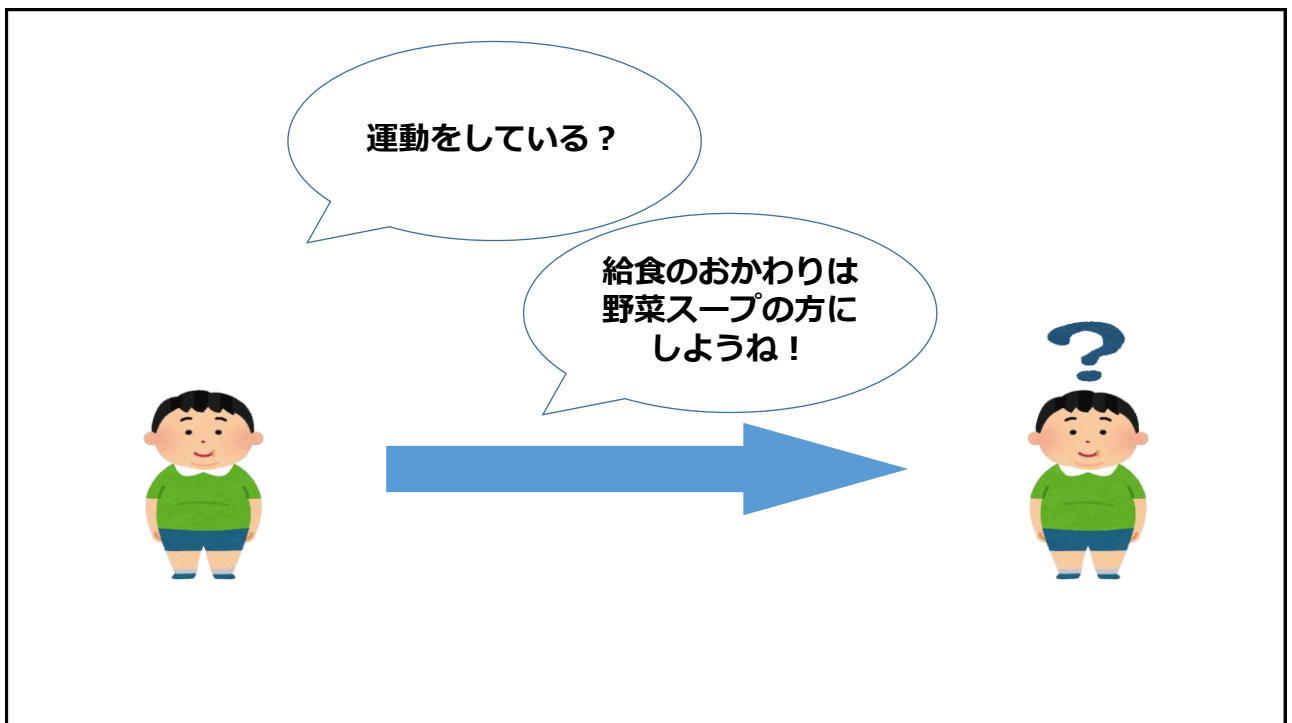 運動をしている？
給食のおかわりは
野菜スープの方に
しようね！
?